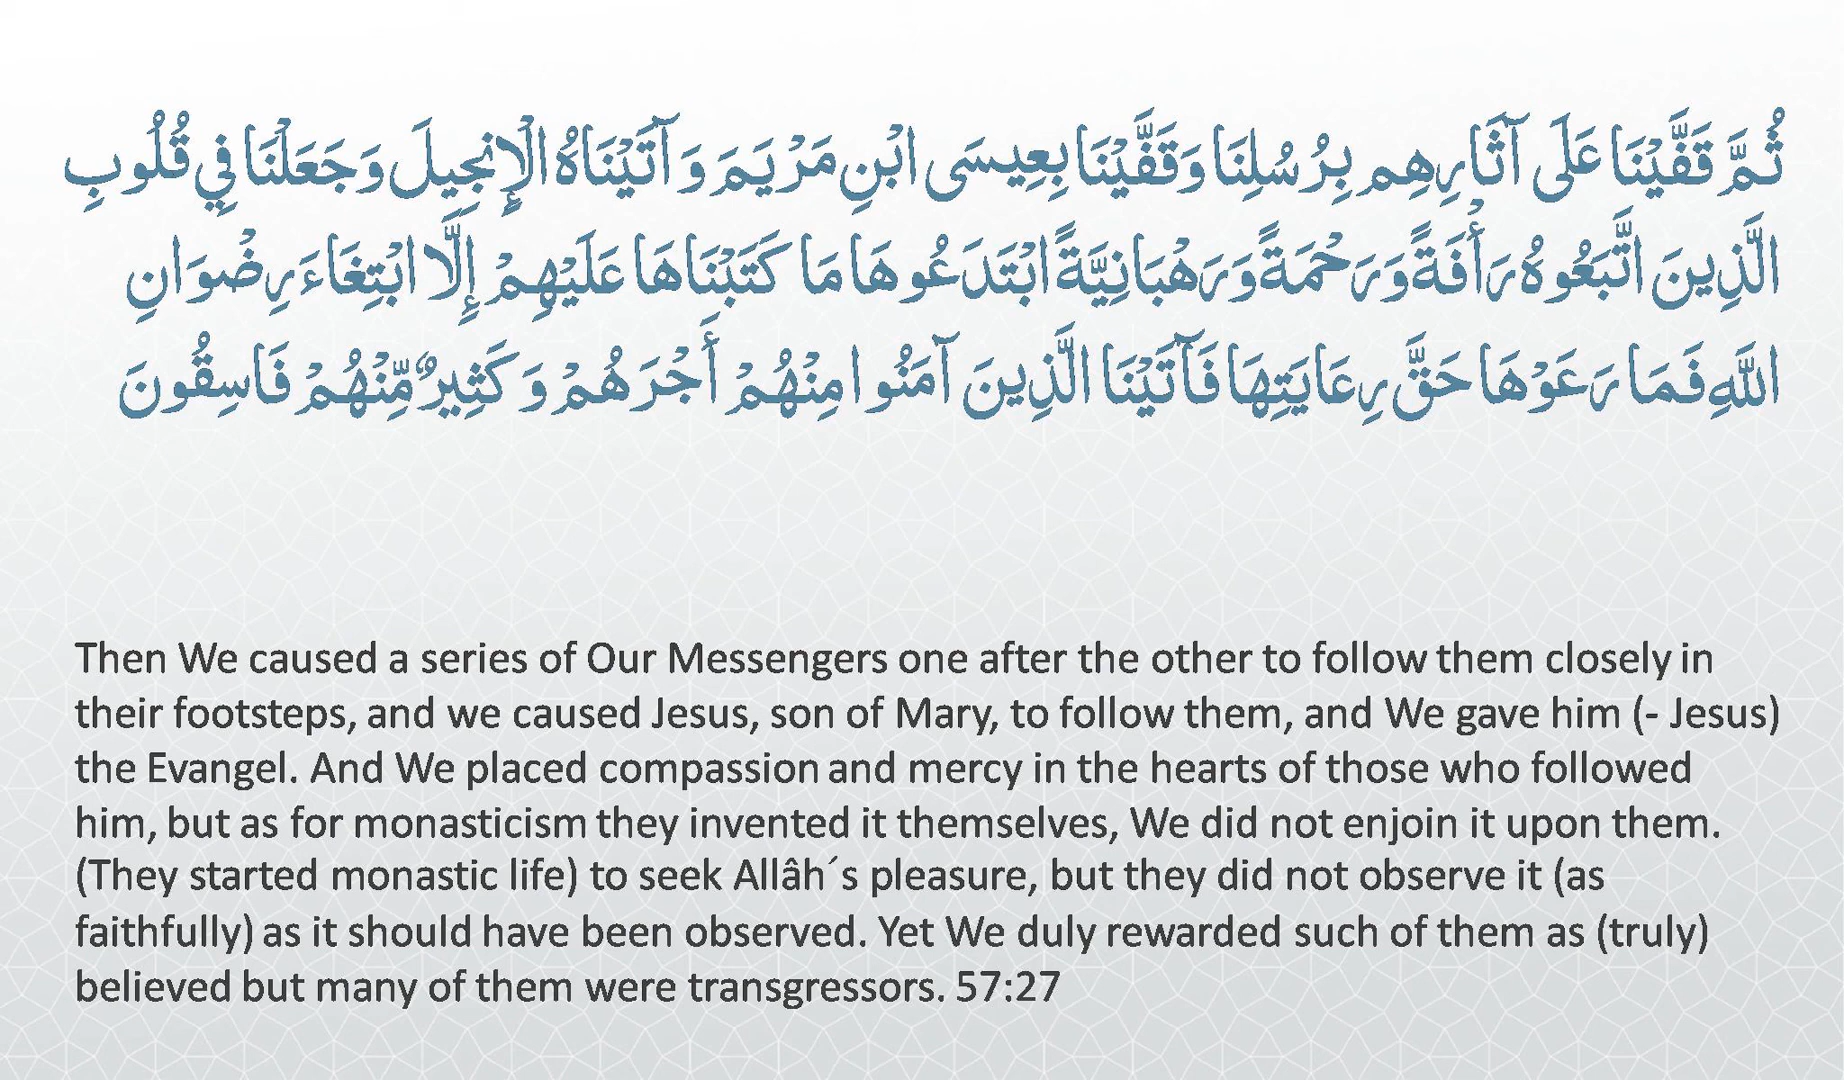 ثُمَّ قَفَّيْنَا عَلَى آثَارِهِم بِرُسُلِنَا وَقَفَّيْنَا بِعِيسَى ابْنِ مَرْيَمَ وَآتَيْنَاهُ الْإِنجِيلَ وَجَعَلْنَا فِي قُلُوبِ
الَّذِينَ اتَّبَعُوهُ رَأْفَةً وَرَحْمَةً وَرَهْبَانِيَّةً ابْتَدَعُوهَا مَا كَتَبْنَاهَا عَلَيْهِمْ إِلَّا ابْتِغَاءَ رِضْوَانِ
اللَّهِ فَمَا رَعَوْهَا حَقَّ رِعَايَتِهَا فَآتَيْنَا الَّذِينَ آمَنُوا مِنْهُمْ أَجْرَهُمْ وَكَثِيرٌ مِّنْهُمْ فَاسِقُونَ
Then We caused a series of Our Messengers one after the other to follow them closely in
their footsteps, and we caused Jesus, son of Mary, to follow them, and We gave him (- Jesus)
the Evangel. And We placed compassion and mercy in the hearts of those who followed
him, but as for monasticism they invented it themselves, We did not enjoin it upon them.
(They started monastic life) to seek Allâh´s pleasure, but they did not observe it (as
faithfully) as it should have been observed. Yet We duly rewarded such of them as (truly)
believed but many of them were transgressors. 57:27